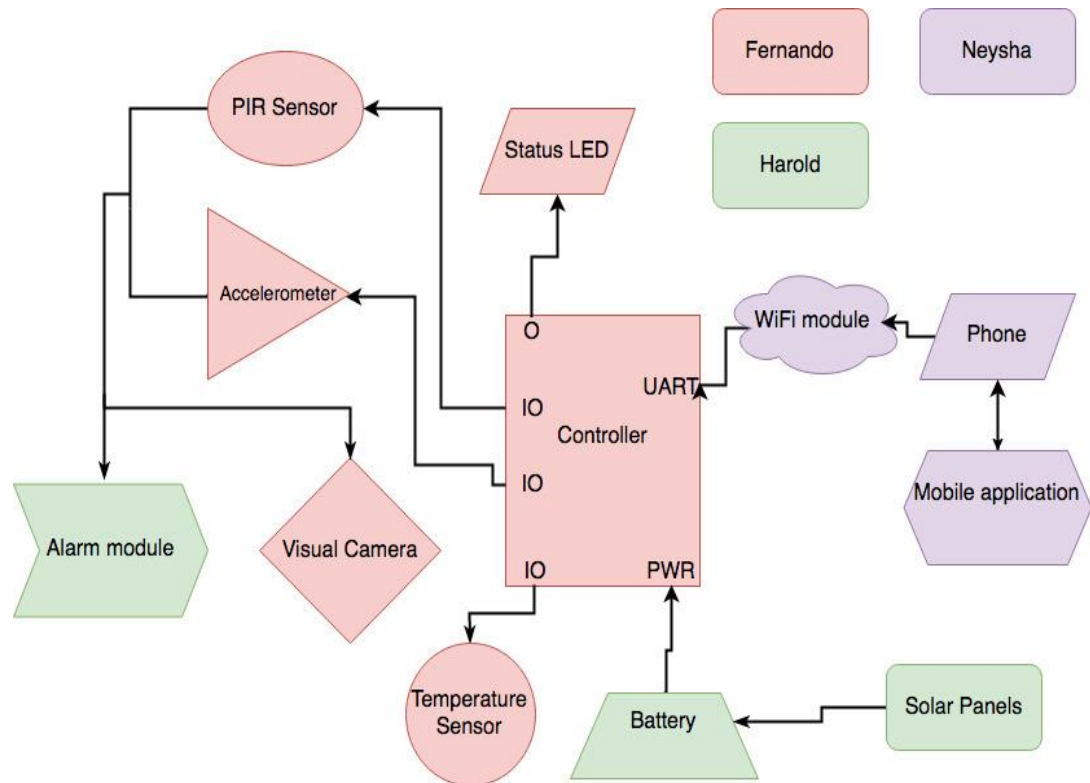 Fernando
Neysha
PIR Sensor
Status LED
Harold
Accelerometer
WiFi module
Phone
O
UART
IO
Controller
IO
Mobile application
Alarm module
Visual Camera
IO
PWR
Temperature
Sensor
Battery
Solar Panels